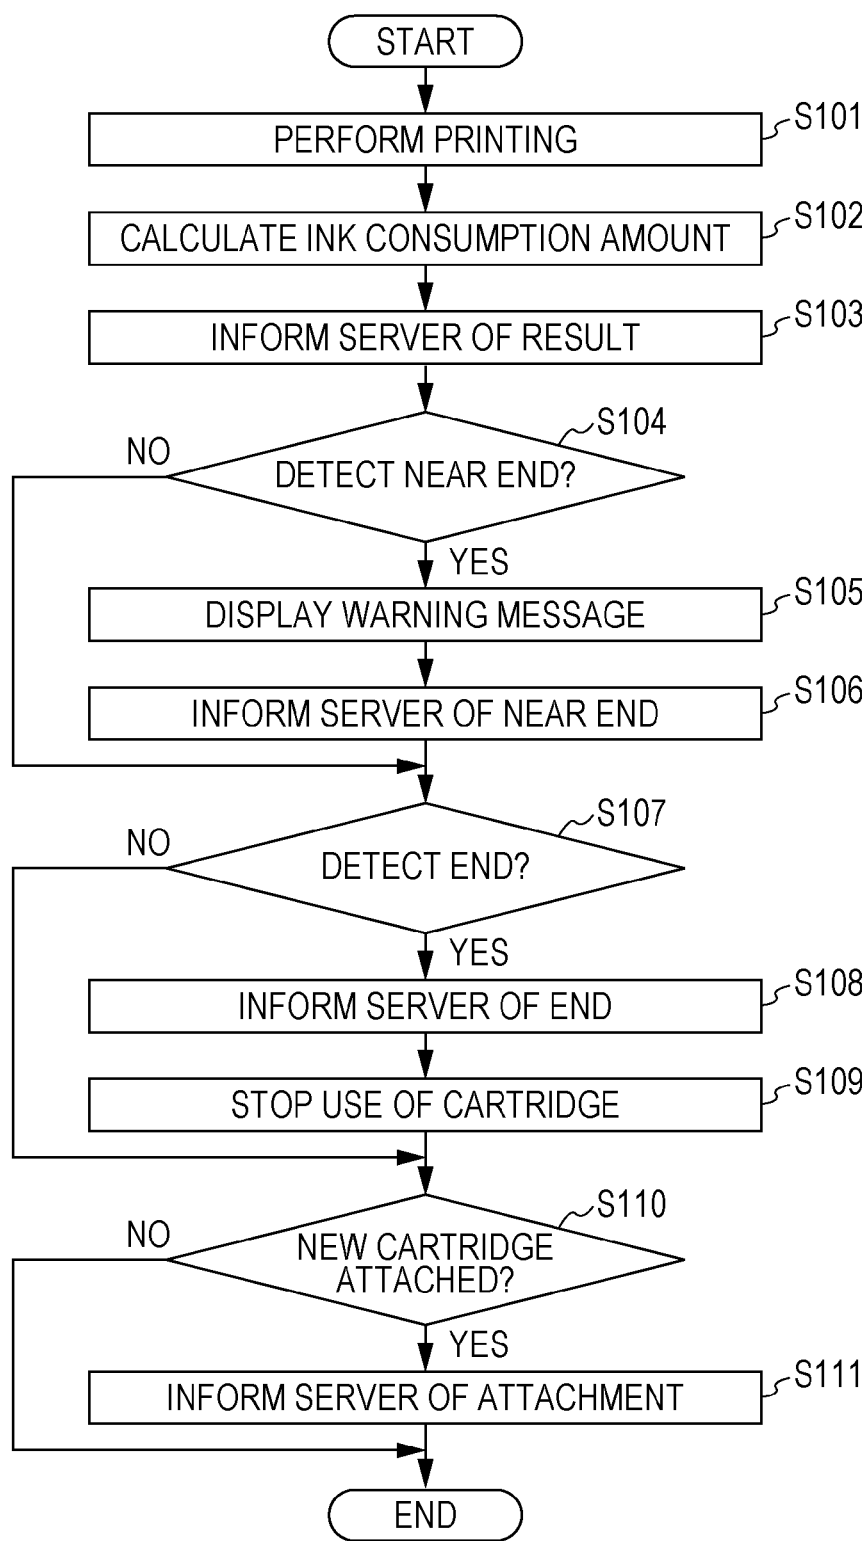 START
PERFORM PRINTING
S101
CALCULATE INK CONSUMPTION AMOUNT
S102
INFORM SERVER OF RESULT
S103
S104
NO
DETECT NEAR END?
YES
DISPLAY WARNING MESSAGE
S105
INFORM SERVER OF NEAR END
S106
S107
NO
DETECT END?
YES
INFORM SERVER OF END
S108
STOP USE OF CARTRIDGE
S109
S110
NO
NEW CARTRIDGE
ATTACHED?
YES
INFORM SERVER OF ATTACHMENT
S111
END